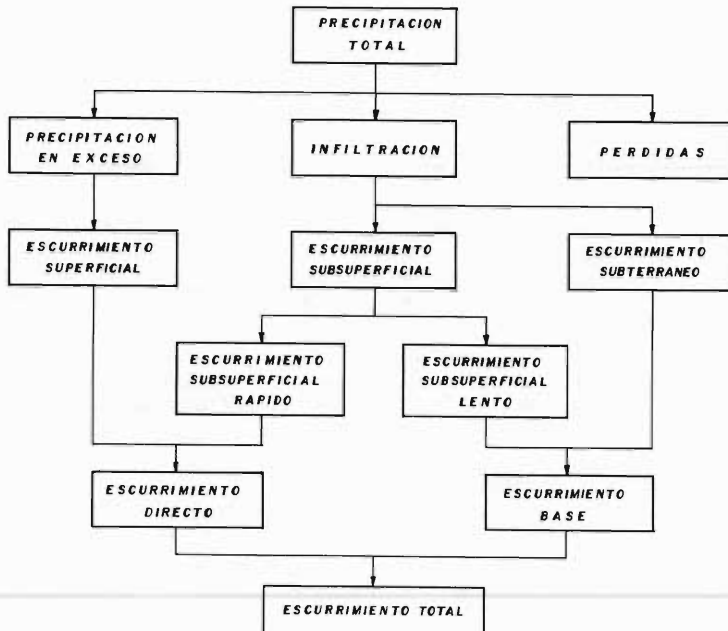 PRECIPITACION
TOTAL
PRECIPITACION
EN EXCESO
INFILTRACION
PERDIDAS
ESCURRIMIENTO
SUPERFICIAL
ESCURRIMIENTO
SUBSUPERFICIAL
ESCURRIMIENTO
SUBTERRANEO
ESCURRIMIENTO
SUBSUPERFICIAL
RAPIDO
ESCURRIMIENTO
SUBSUPERFICIAL
LENTO
ESCURRIMIENTO
DIRECTO
ESCURRIMIENTO
BASE
ESCURRIMIENTO TOTAL